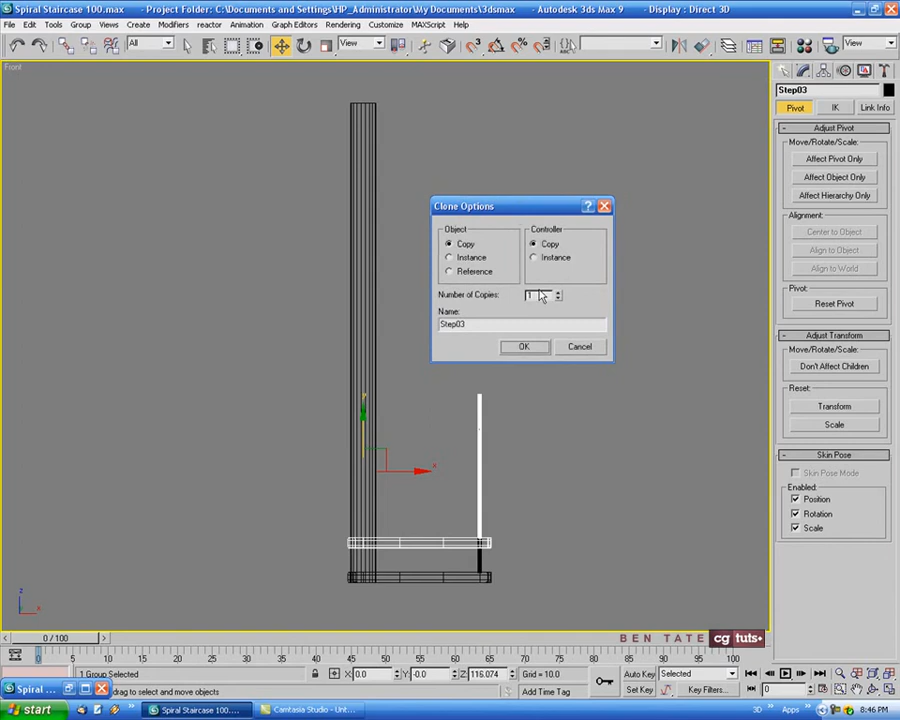 Spiral Staircase 100.max - Project Folder: C:\Documents and Settings\HP_Administrator\My Documents\3dsmax - Autodesk 3ds Max 9 - Display : Direct 3D
File Edit Tools Group Views Create Modifiers reactor Animation Graph Editors Rendering Customize MAXScript Help
All View View
Front
Step03
Pivot IK Link Info
Adjust Pivot
Move/Rotate/Scale:
Affect Pivot Only
Affect Object Only
Affect Hierarchy Only
Alignment:
Center to Object
Align to Object
Align to World
Pivot:
Reset Pivot
Adjust Transform
Move/Rotate/Scale:
Don't Affect Children
Reset:
Transform
Scale
Skin Pose
Skin Pose Mode
Enabled:
Position
Rotation
Scale
Clone Options
Object Controller
Copy Copy
Instance Instance
Reference
Number of Copies: 1
Name:
Step03
OK Cancel
x
z
x
BEN TATE cg tuts+
0 / 100
0 5 10 15 20 25 30 35 40 45 50 55 60 65 70 75 80 85 90 95 100
1 Group Selected X: 0.0 Y: -0.0 Z: 116.074 Grid = 10.0 Auto Key Selected
Spiral ... drag to select and move objects Add Time Tag Set Key Key Filters... 0
start Spiral Staircase 100.... Camtasia Studio - Unt... 3D Apps 8:46 PM